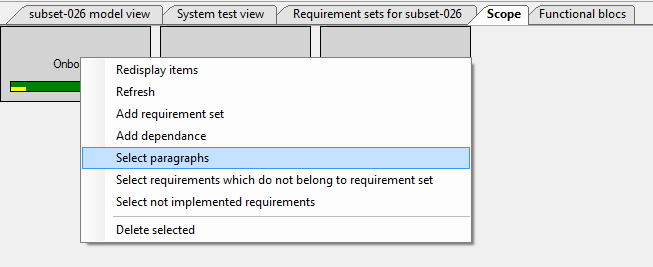 subset-026 model view System test view Requirement sets for subset-026 Scope Functional blocs
Onbo
Redisplay items
Refresh
Add requirement set
Add dependance
Select paragraphs
Select requirements which do not belong to requirement set
Select not implemented requirements
Delete selected